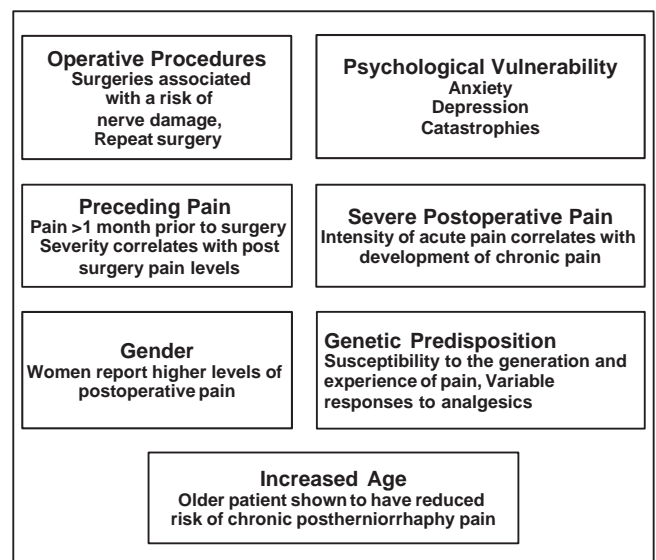 Operative Procedures
Surgeries associated
with a risk of
nerve damage,
Repeat surgery
Psychological Vulnerability
Anxiety
Depression
Catastrophies
Preceding Pain
Pain >1 month prior to surgery
Severity correlates with post
surgery pain levels
Severe Postoperative Pain
Intensity of acute pain correlates with
development of chronic pain
Gender
Women report higher levels of
postoperative pain
Genetic Predisposition
Susceptibility to the generation and
experience of pain, Variable
responses to analgesics
Increased Age
Older patient shown to have reduced
risk of chronic postherniorrhaphy pain